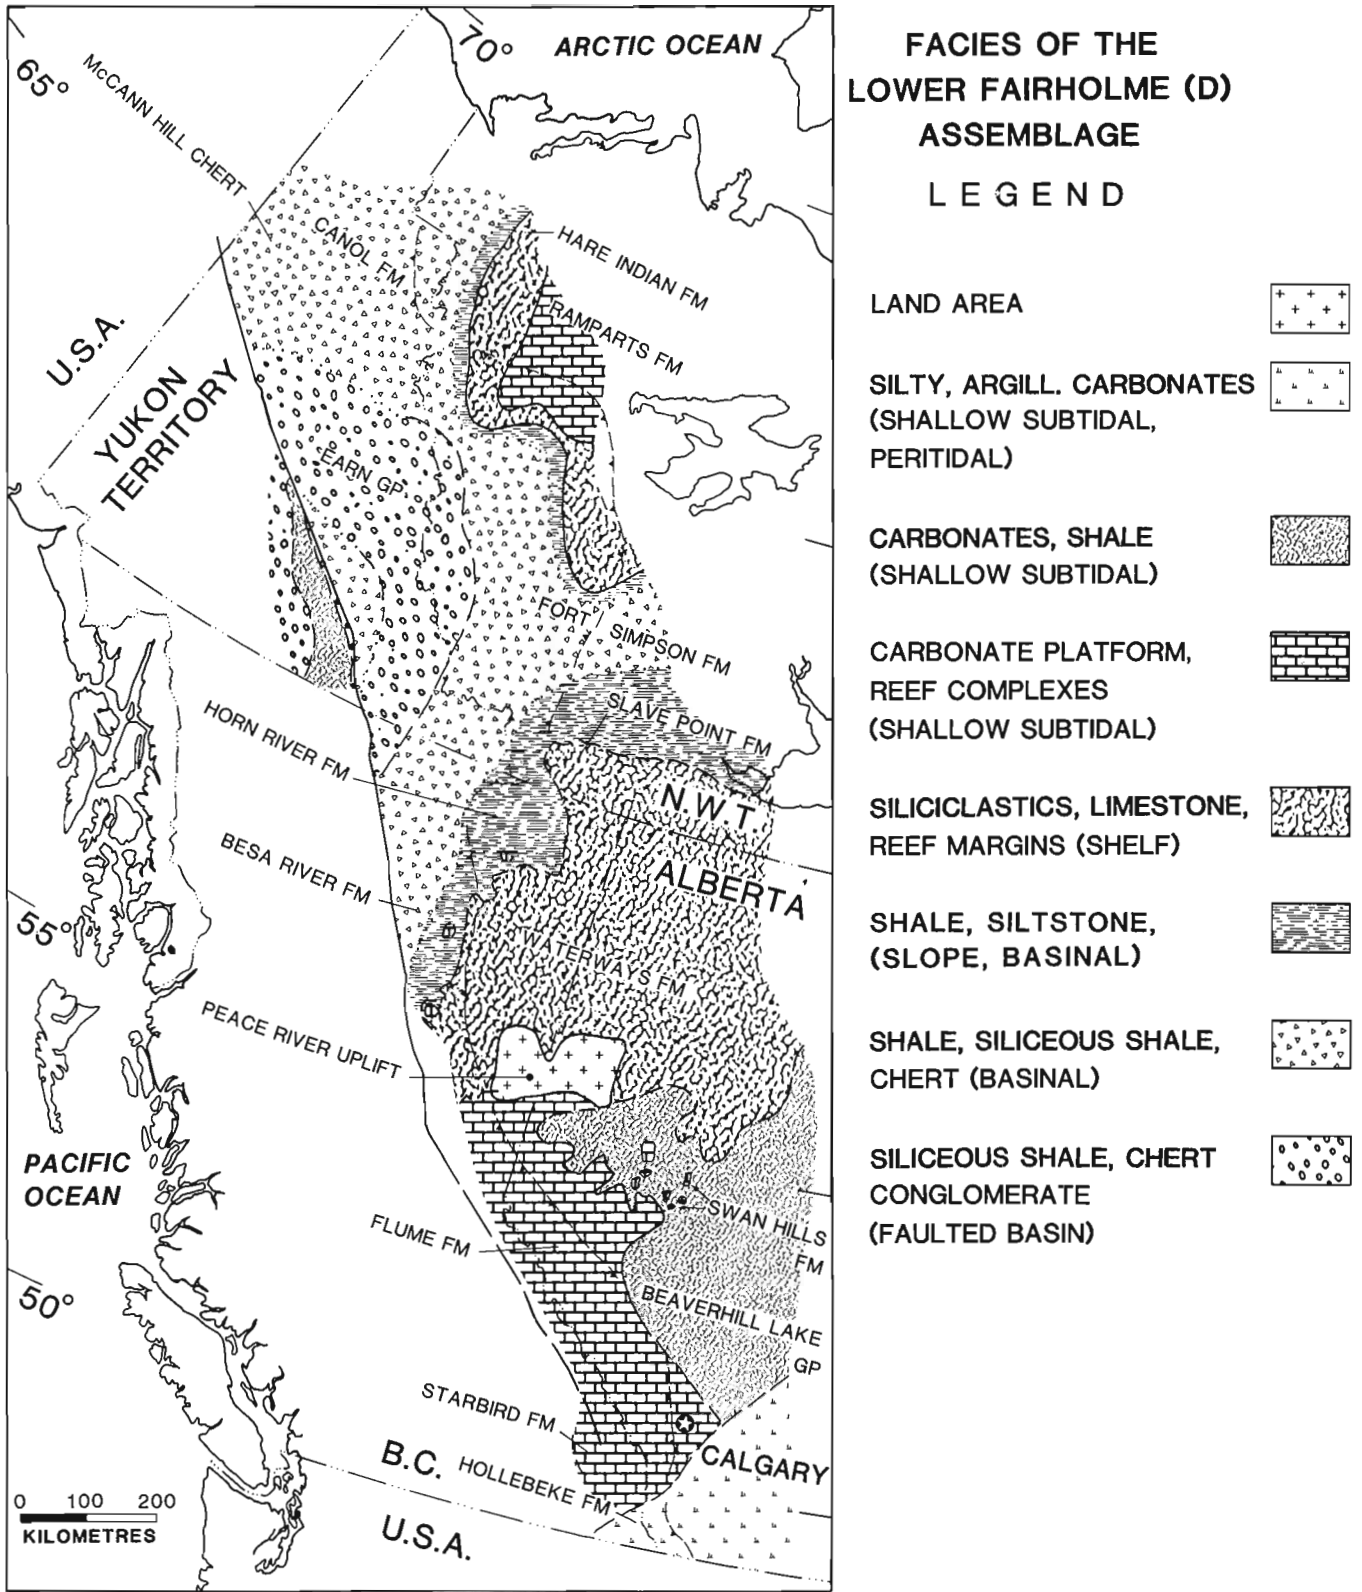 FACIES OF THE
LOWER FAIRHOLME (D)
ASSEMBLAGE
LEGEND
LAND AREA
SILTY, ARGILL. CARBONATES
(SHALLOW SUBTIDAL,
PERITIDAL)
CARBONATES, SHALE
(SHALLOW SUBTIDAL)
CARBONATE PLATFORM,
REEF COMPLEXES
(SHALLOW SUBTIDAL)
SILICICLASTICS, LIMESTONE,
REEF MARGINS (SHELF)
SHALE, SILTSTONE,
(SLOPE, BASINAL)
SHALE, SILICEOUS SHALE,
CHERT (BASINAL)
SILICEOUS SHALE, CHERT
CONGLOMERATE
(FAULTED BASIN)
70°
ARCTIC OCEAN
65°
McCANN HILL CHERT
CANOL FM
HARE INDIAN FM
RAMPARTS FM
U.S.A.
YUKON
TERRITORY
EARN GP
FORT SIMPSON FM
SLAVE POINT FM
HORN RIVER FM
N.W.T.
BESA RIVER FM
ALBERTA
55°
WATERWAYS FM
PEACE RIVER UPLIFT
PACIFIC
OCEAN
SWAN HILLS
FM
FLUME FM
50°
BEAVERHILL LAKE
GP
STARBIRD FM
CALGARY
B.C.
HOLLEBEKE FM
0 100 200
KILOMETRES
U.S.A.